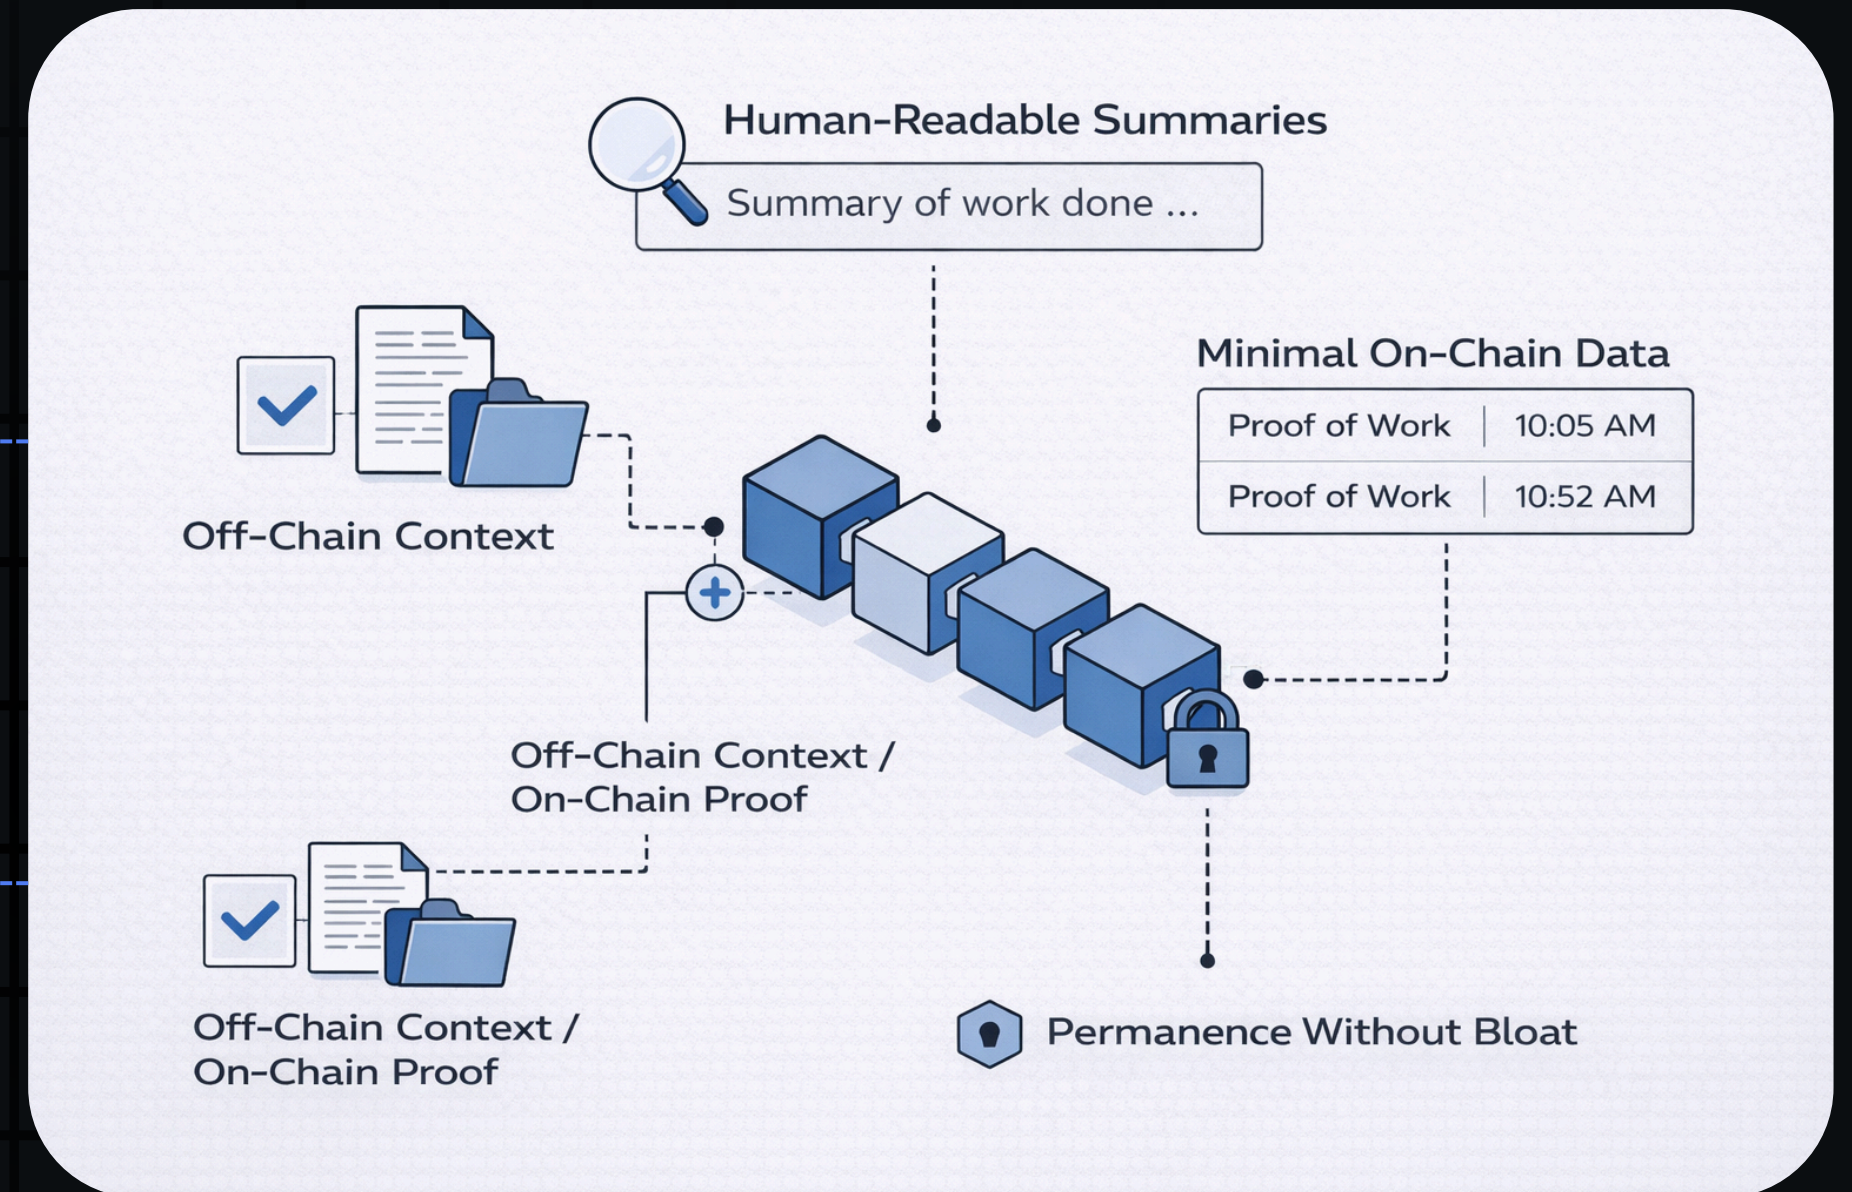 Human-Readable Summaries
Summary of work done ...
Off-Chain Context
Minimal On-Chain Data
Proof of Work | 10:05 AM
Proof of Work | 10:52 AM
Off-Chain Context /
On-Chain Proof
Off-Chain Context /
On-Chain Proof
Permanence Without Bloat